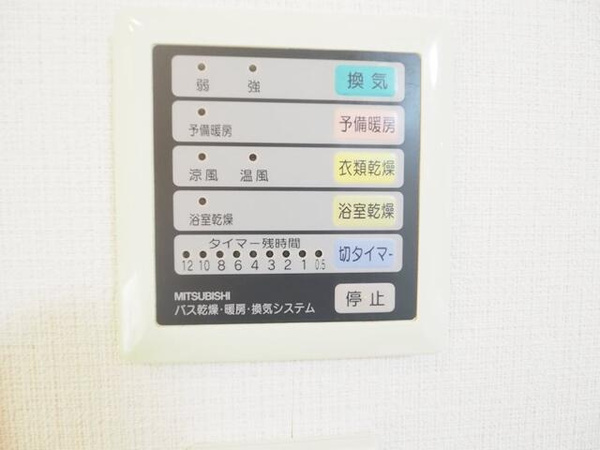 弱 強 換気
予備暖房 予備暖房
涼風 温風 衣類乾燥
浴室乾燥 浴室乾燥
タイマー残時間
12 10 8 6 4 3 2 1 0.5 切タイマー
MITSUBISHI
バス乾燥・暖房・換気システム
停止